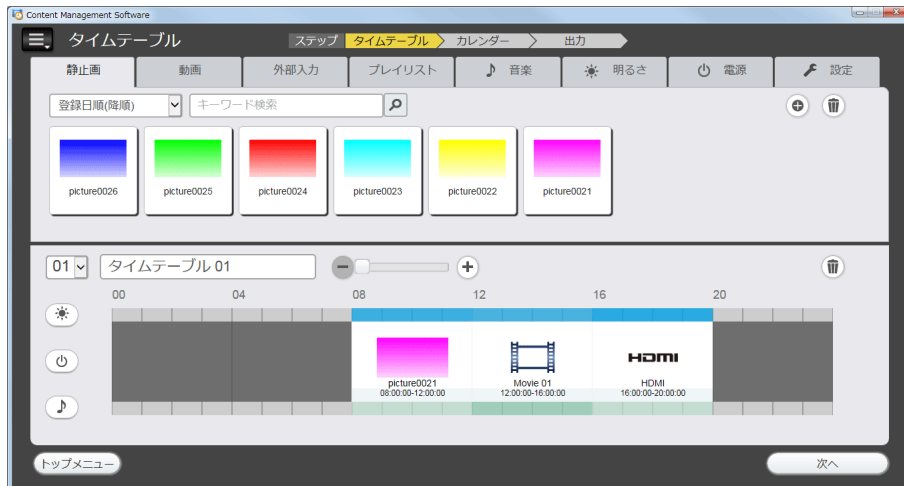 Content Management Software
タイムテーブル
ステップ タイムテーブル カレンダー 出力
静止画 動画 外部入力 プレイリスト 音楽 明るさ 電源 設定
登録日順(降順) キーワード検索
picture0026 picture0025 picture0024 picture0023 picture0022 picture0021
01 タイムテーブル 01
00 04 08 12 16 20
HDMI
picture0021 Movie 01 HDMI
08:00:00-12:00:00 12:00:00-16:00:00 16:00:00-20:00:00
トップメニュー 次へ